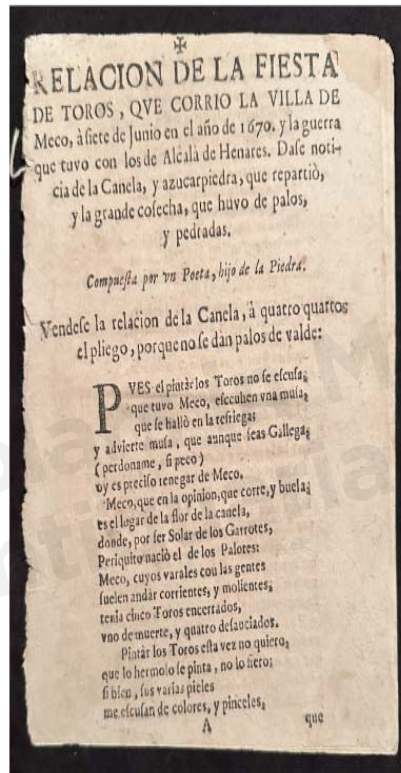 ✠
RELACION DE LA FIESTA
DE TOROS, QVE CORRIO LA VILLA DE
Meco, à siete de Junio en el año de 1670. y la guerra
que tuvo con los de Alcalà de Henares. Dase noti-
cia de la Canela, y azucarpiedra, que repartiò,
y la grande cosecha, que huvo de palos,
y pedradas.
Compuesta por vn Poeta, hijo de la Piedra.
Vendese la relacion de la Canela, à quatro quartos
el pliego, porque no se dàn palos de valde:
PVES el pintàr los Toros no se escusa;
que tuvo Meco, escuchen vna musa,
que se hallò en la refriega;
y advierte musa, que aunque seas Gallega;
(perdoname, si peco)
oy es preciso renegar de Meco.
Meco, que en la opinion, que corre, y buela;
es el lugar de la flor de la canela,
donde, por ser Solar de los Garrotes,
Periquito naciò el de los Palotes:
Meco, cuyos varales con las gentes
suelen andàr corrientes, y molientes,
tenia cinco Toros encerrados,
vno de muerte, y quatro desauciados.
Pintàr los Toros esta vez no quiero,
que lo hermoso se pinta, no lo fiero;
si bien, sus varias pieles
me escusan de colores, y pinceles;
A
que